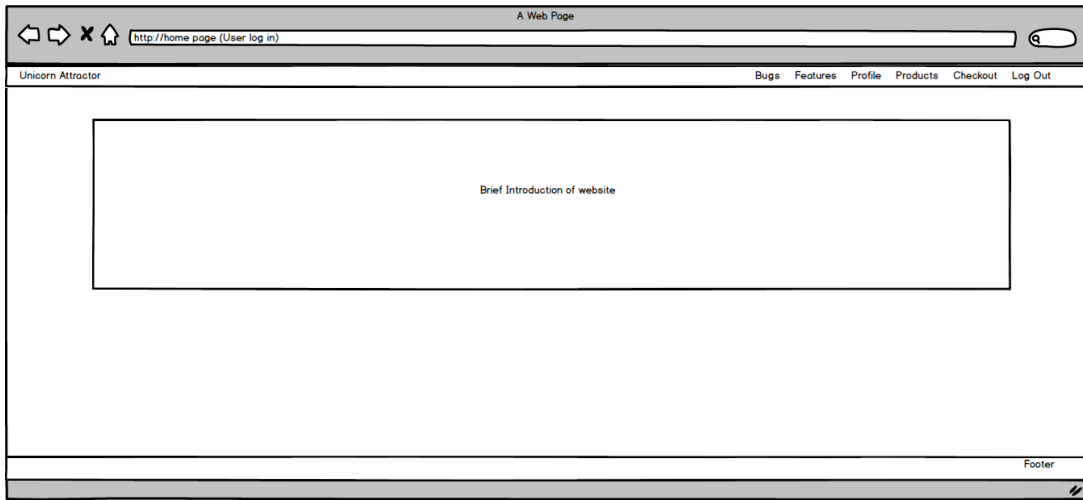 A Web Page
http://home page (User log in)
Unicorn Attractor Bugs Features Profile Products Checkout Log Out
Brief Introduction of website
Footer